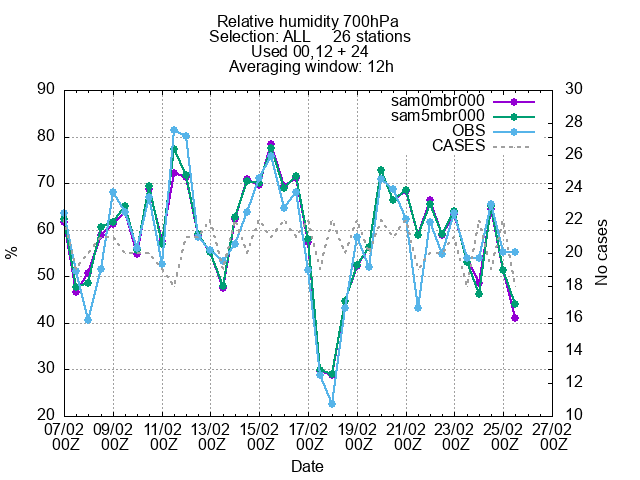 Relative humidity 700hPa
Selection: ALL 26 stations
Used 00,12 + 24
Averaging window: 12h
sam0mbr000
sam5mbr000
OBS
CASES
90
80
70
60
50
40
30
20
%
30
28
26
24
22
20
18
16
14
12
10
No cases
07/02 09/02 11/02 13/02 15/02 17/02 19/02 21/02 23/02 25/02 27/02
00Z 00Z 00Z 00Z 00Z 00Z 00Z 00Z 00Z 00Z 00Z
Date